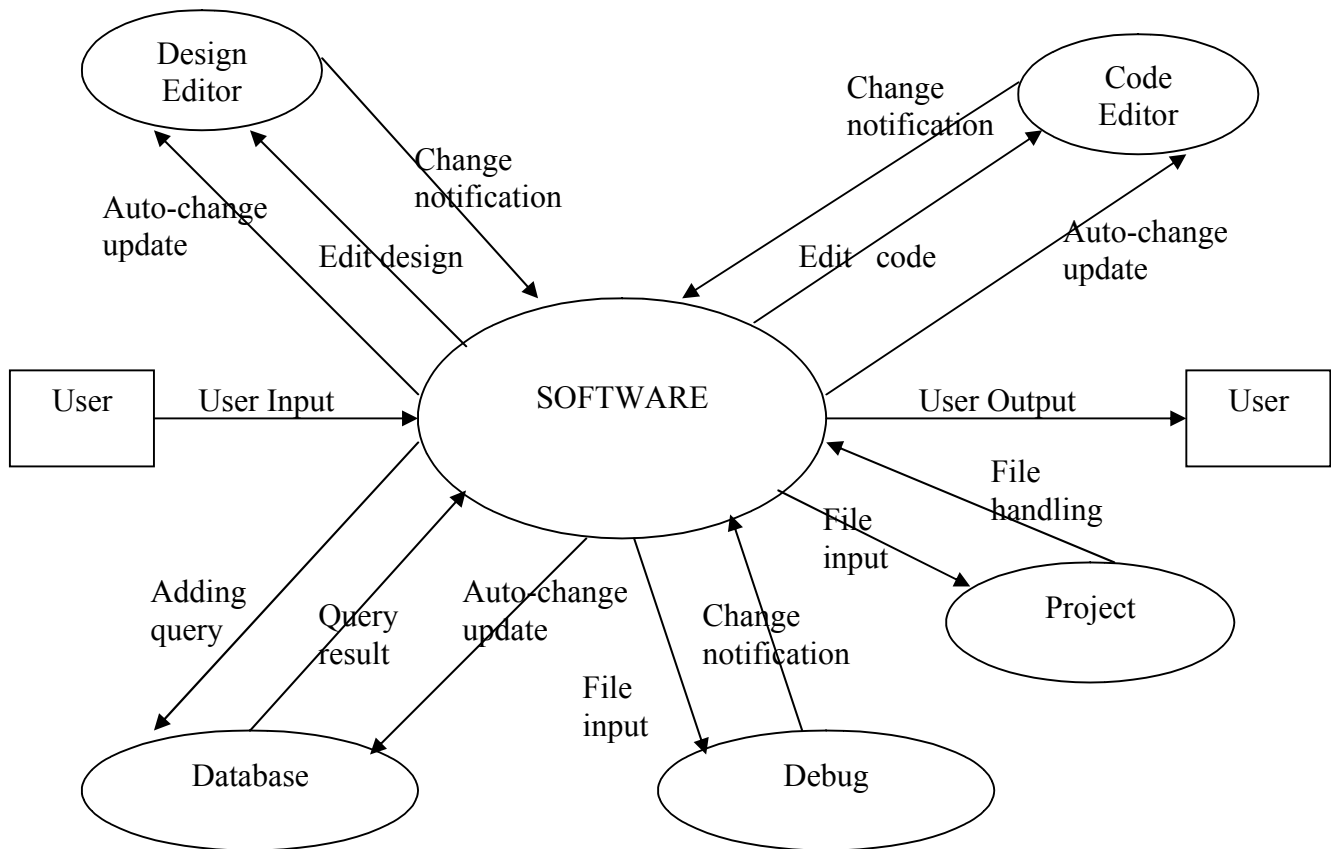 Design
Editor
Code
Editor
Change
notification
Change
notification
Auto-change
update
Edit design
Edit code
Auto-change
update
User
User Input
SOFTWARE
User Output
User
File
handling
File
input
Adding
query
Query
result
Auto-change
update
Change
notification
Project
File
input
Database
Debug